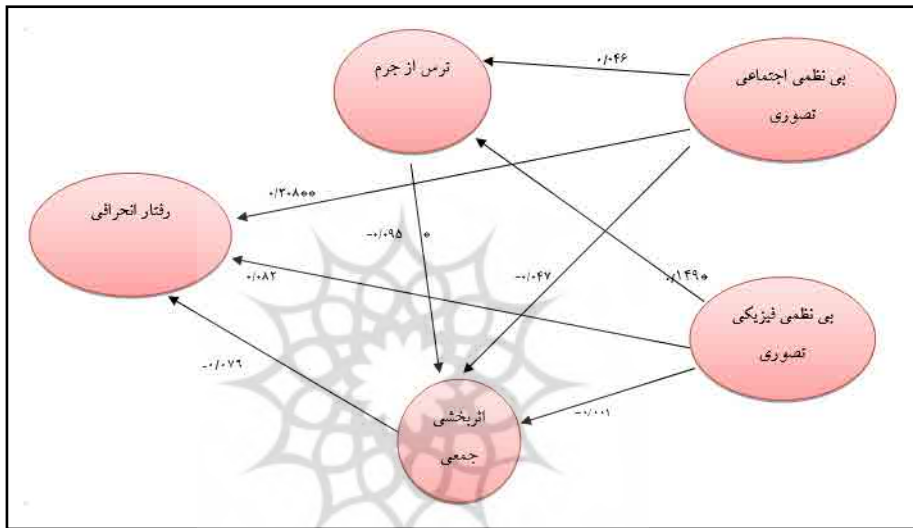 ترس از جرم
۰/۰۴۶
بی نظمی اجتماعی
تصوری
رفتار انحرافی
۰/۲۰۸**
-۰/۰۹۵ *
-۰/۰۴۷
۰/۱۴۹*
بی نظمی فیزیکی
تصوری
۰/۰۸۲
-۰/۰۷۹
اثربخشی
جمعی
-۰/۰۰۱